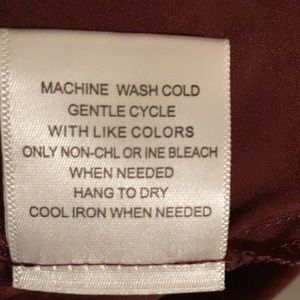 MACHINE WASH COLD
GENTLE CYCLE
WITH LIKE COLORS
ONLY NON-CHL OR INE BLEACH
WHEN NEEDED
HANG TO DRY
COOL IRON WHEN NEEDED